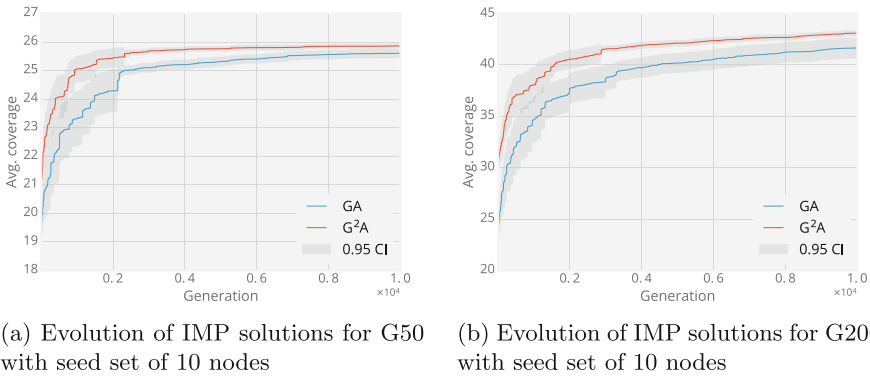 27
26
25
24
23
22
21
20
19
18
Avg. coverage
GA
G²A
0.95 CI
0.2 0.4 0.6 0.8 1.0
×10⁴
Generation
(a) Evolution of IMP solutions for G50
with seed set of 10 nodes
45
40
35
30
25
20
Avg. coverage
GA
G²A
0.95 CI
0.2 0.4 0.6 0.8 1.0
×10⁴
Generation
(b) Evolution of IMP solutions for G20
with seed set of 10 nodes